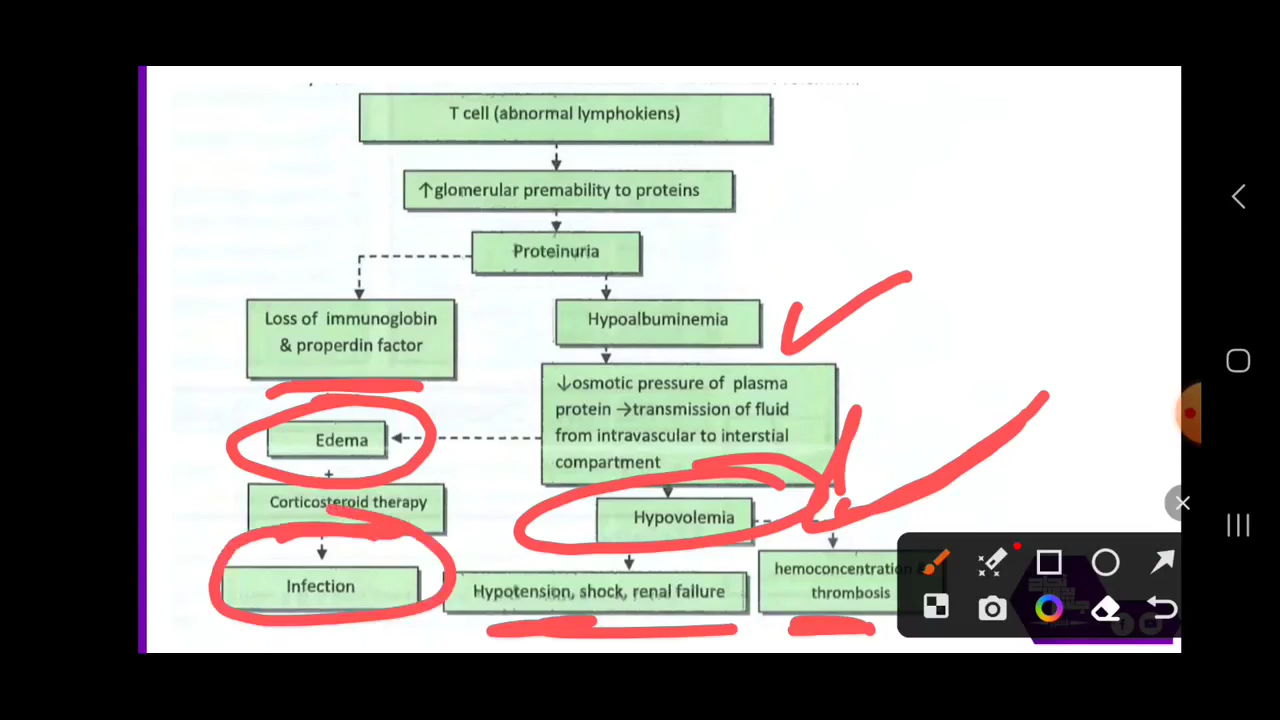 T cell (abnormal lymphokiens)
↑glomerular premability to proteins
Proteinuria
Loss of immunoglobin
& properdin factor
Hypoalbuminemia
↓osmotic pressure of plasma
protein →transmission of fluid
from intravascular to interstial
compartment
Edema
+
Corticosteroid therapy
Hypovolemia
Infection
Hypotension, shock, renal failure
hemoconcentration &
thrombosis